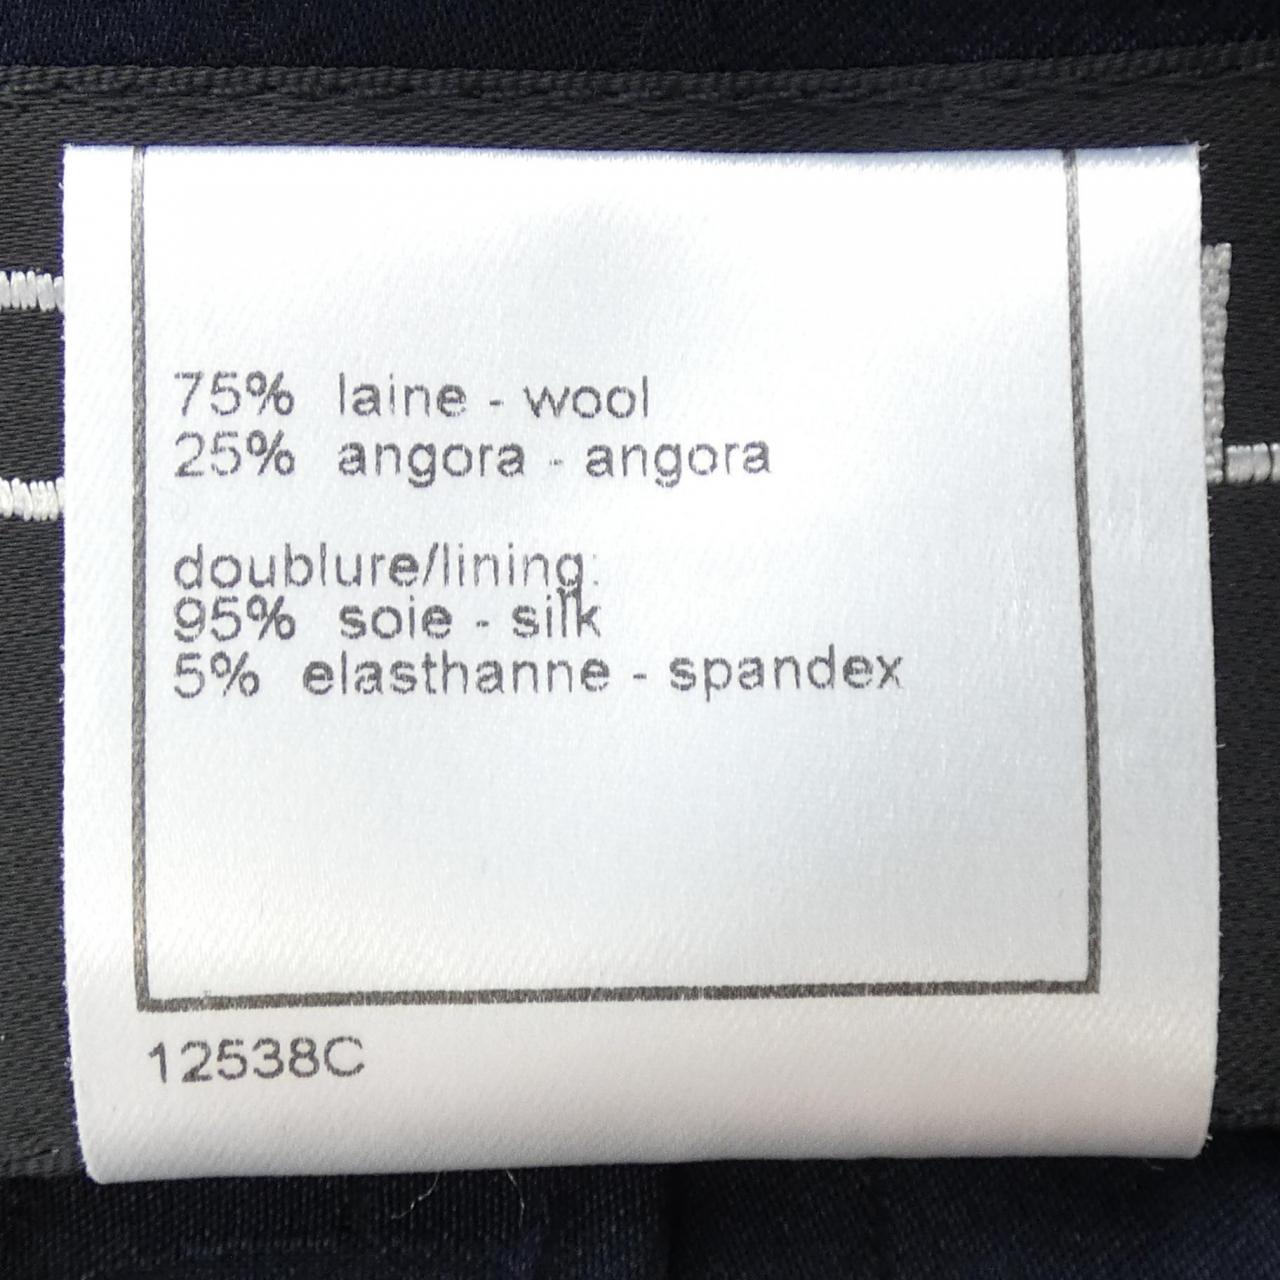 75% laine - wool
25% angora - angora
doublure/lining:
95% soie - silk
5% elasthanne - spandex
12538C